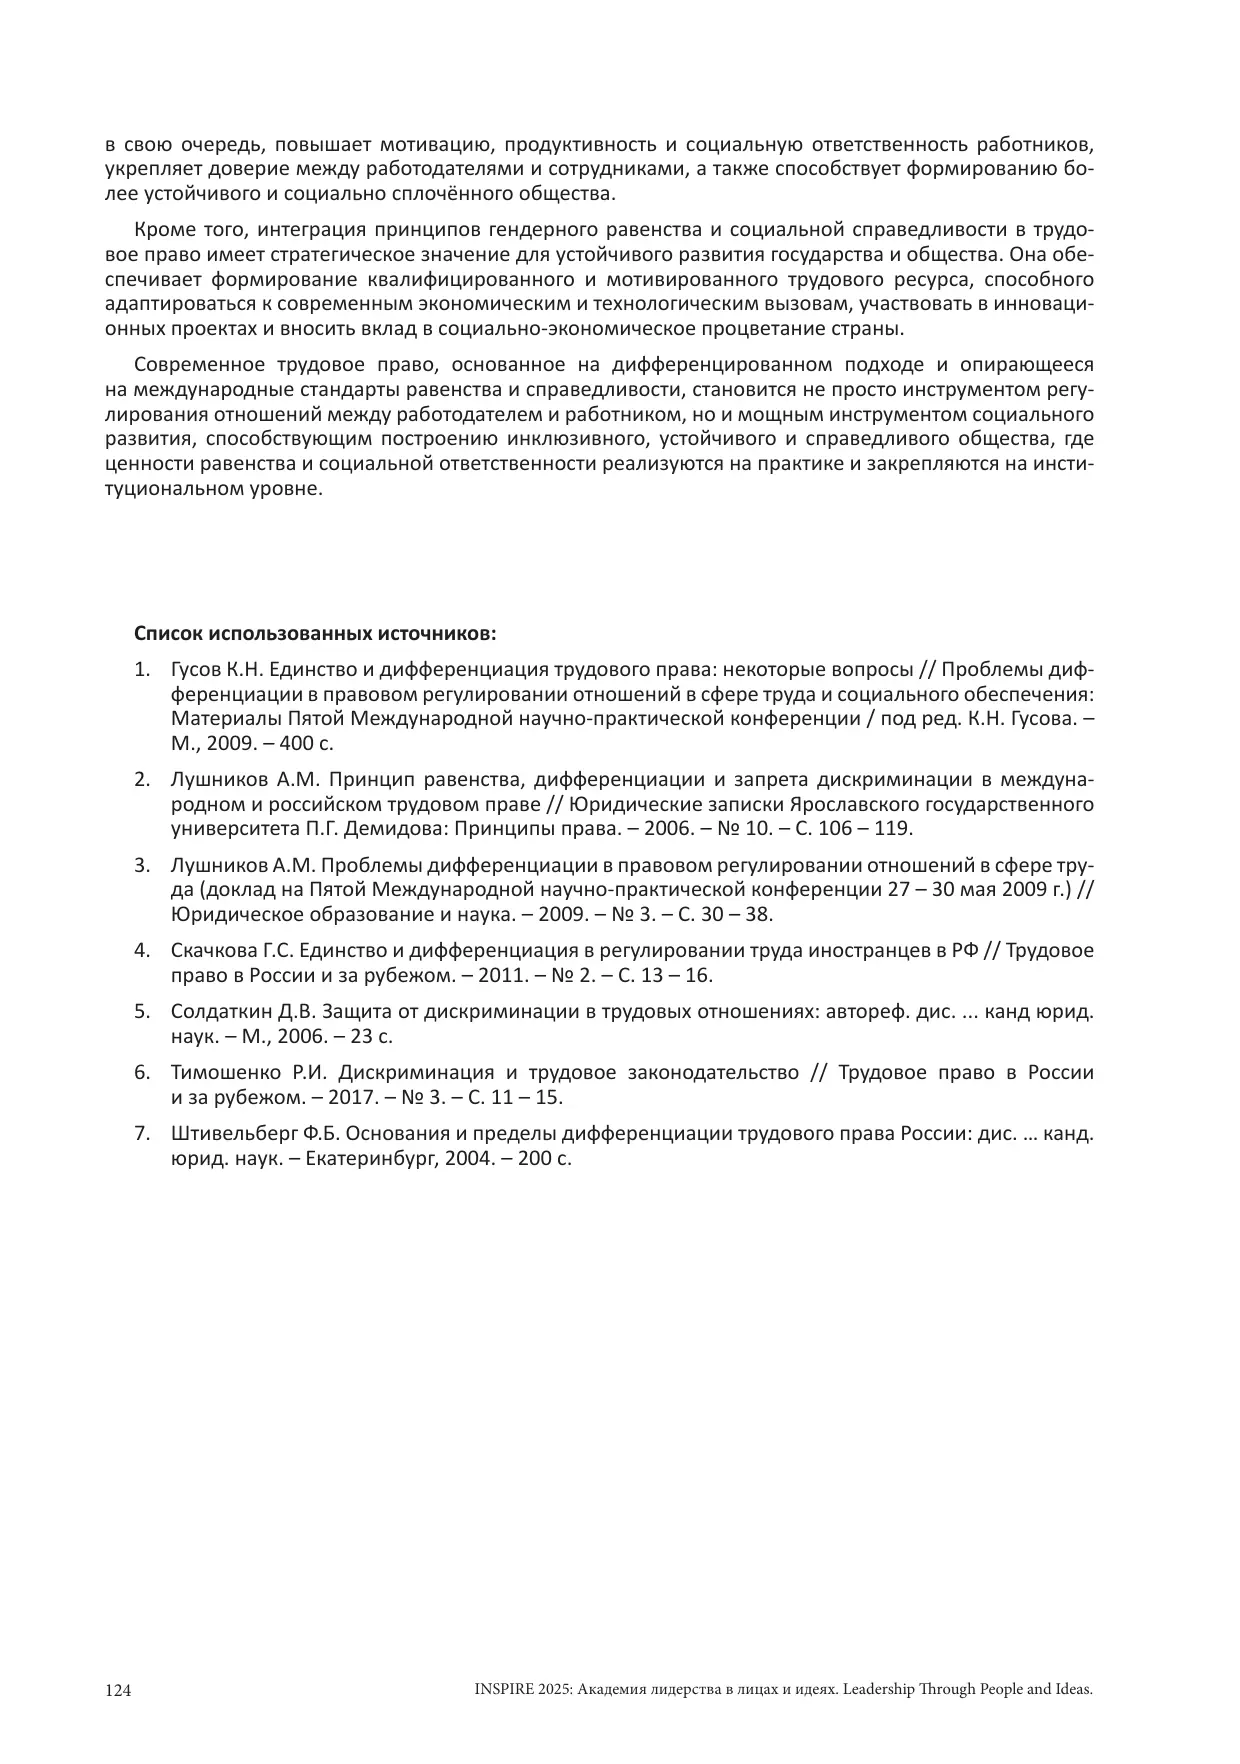 в свою очередь, повышает мотивацию, продуктивность и социальную ответственность работников,
укрепляет доверие между работодателями и сотрудниками, а также способствует формированию бо-
лее устойчивого и социально сплочённого общества.
Кроме того, интеграция принципов гендерного равенства и социальной справедливости в трудо-
вое право имеет стратегическое значение для устойчивого развития государства и общества. Она обе-
спечивает формирование квалифицированного и мотивированного трудового ресурса, способного
адаптироваться к современным экономическим и технологическим вызовам, участвовать в инноваци-
онных проектах и вносить вклад в социально-экономическое процветание страны.
Современное трудовое право, основанное на дифференцированном подходе и опирающееся
на международные стандарты равенства и справедливости, становится не просто инструментом регу-
лирования отношений между работодателем и работником, но и мощным инструментом социального
развития, способствующим построению инклюзивного, устойчивого и справедливого общества, где
ценности равенства и социальной ответственности реализуются на практике и закрепляются на инсти-
туциональном уровне.
Список использованных источников:
1. Гусов К.Н. Единство и дифференциация трудового права: некоторые вопросы // Проблемы диф-
ференциации в правовом регулировании отношений в сфере труда и социального обеспечения:
Материалы Пятой Международной научно-практической конференции / под ред. К.Н. Гусова. –
М., 2009. – 400 с.
2. Лушников А.М. Принцип равенства, дифференциации и запрета дискриминации в междуна-
родном и российском трудовом праве // Юридические записки Ярославского государственного
университета П.Г. Демидова: Принципы права. – 2006. – № 10. – С. 106 – 119.
3. Лушников А.М. Проблемы дифференциации в правовом регулировании отношений в сфере тру-
да (доклад на Пятой Международной научно-практической конференции 27 – 30 мая 2009 г.) //
Юридическое образование и наука. – 2009. – № 3. – С. 30 – 38.
4. Скачкова Г.С. Единство и дифференциация в регулировании труда иностранцев в РФ // Трудовое
право в России и за рубежом. – 2011. – № 2. – С. 13 – 16.
5. Солдаткин Д.В. Защита от дискриминации в трудовых отношениях: автореф. дис. ... канд юрид.
наук. – М., 2006. – 23 с.
6. Тимошенко Р.И. Дискриминация и трудовое законодательство // Трудовое право в России
и за рубежом. – 2017. – № 3. – С. 11 – 15.
7. Штивельберг Ф.Б. Основания и пределы дифференциации трудового права России: дис. … канд.
юрид. наук. – Екатеринбург, 2004. – 200 с.
124 INSPIRE 2025: Академия лидерства в лицах и идеях. Leadership Through People and Ideas.